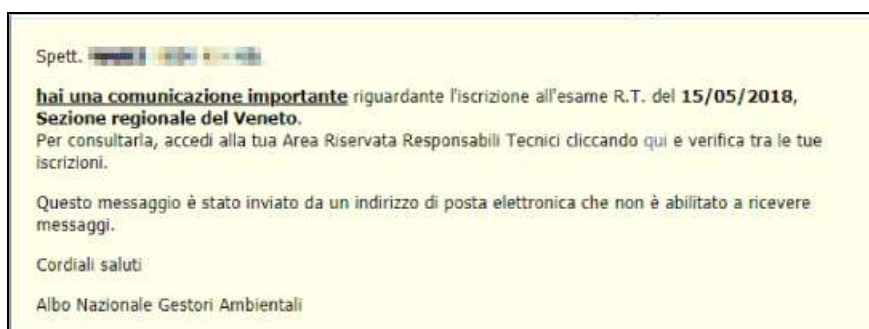 Spett.
hai una comunicazione importante riguardante l'iscrizione all'esame R.T. del 15/05/2018,
Sezione regionale del Veneto.
Per consultarla, accedi alla tua Area Riservata Responsabili Tecnici cliccando qui e verifica tra le tue
iscrizioni.
Questo messaggio è stato inviato da un indirizzo di posta elettronica che non è abilitato a ricevere
messaggi.
Cordiali saluti
Albo Nazionale Gestori Ambientali